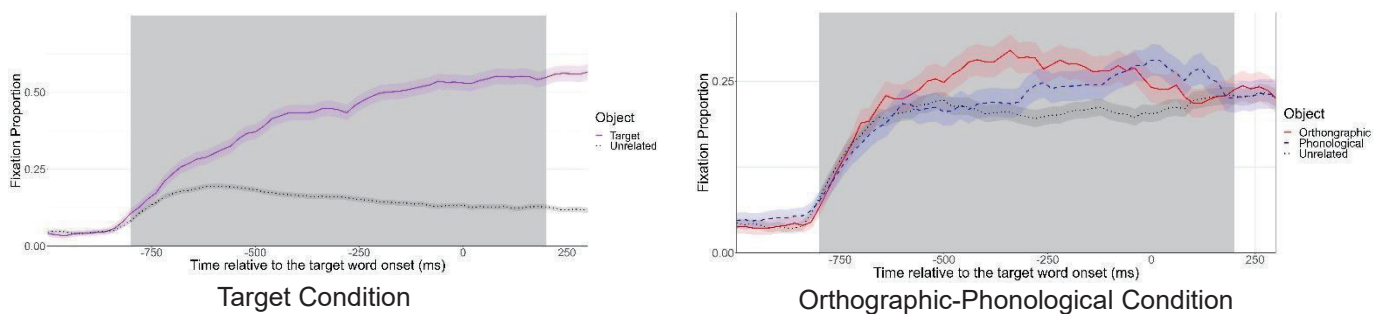 Fixation Proportion
0.50
0.25
0.00
-750
-500
-250
0
250
Time relative to the target word onset (ms)
Object
Target
Unrelated
Target Condition
Fixation Proportion
0.25
0.00
-750
-500
-250
0
250
Time relative to the target word onset (ms)
Object
Orthongraphic
Phonological
Unrelated
Orthographic-Phonological Condition